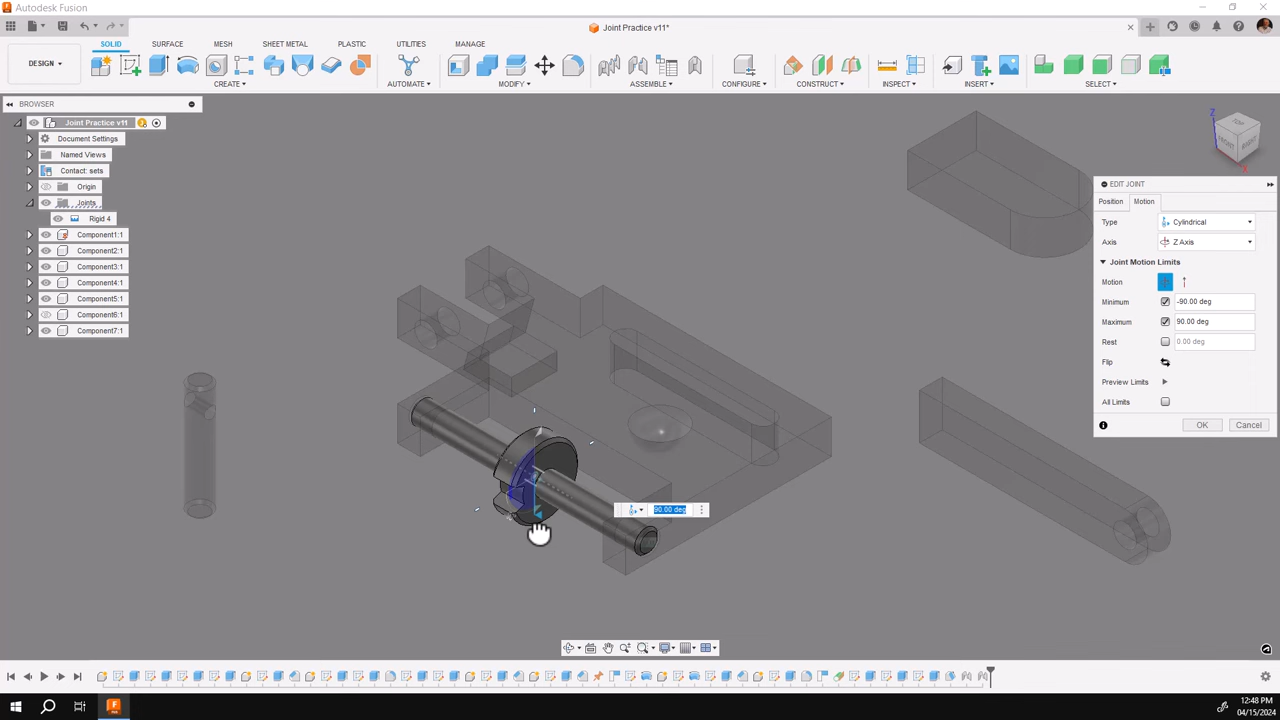 Autodesk Fusion
Joint Practice v11*
SOLID SURFACE MESH SHEET METAL PLASTIC UTILITIES MANAGE
DESIGN
CREATE AUTOMATE MODIFY ASSEMBLE CONFIGURE CONSTRUCT INSPECT INSERT SELECT
BROWSER
Joint Practice v11
Document Settings
Named Views
Contact: sets
Origin
Joints
Rigid 4
Component1:1
Component2:1
Component3:1
Component4:1
Component5:1
Component6:1
Component7:1
Z
TOP
FRONT RIGHT
X
EDIT JOINT
Position Motion
Type Cylindrical
Axis Z Axis
Joint Motion Limits
Motion
Minimum -90.00 deg
Maximum 90.00 deg
Rest 0.00 deg
Flip
Preview Limits
All Limits
OK Cancel
90.00 deg
12:48 PM
04/15/2024